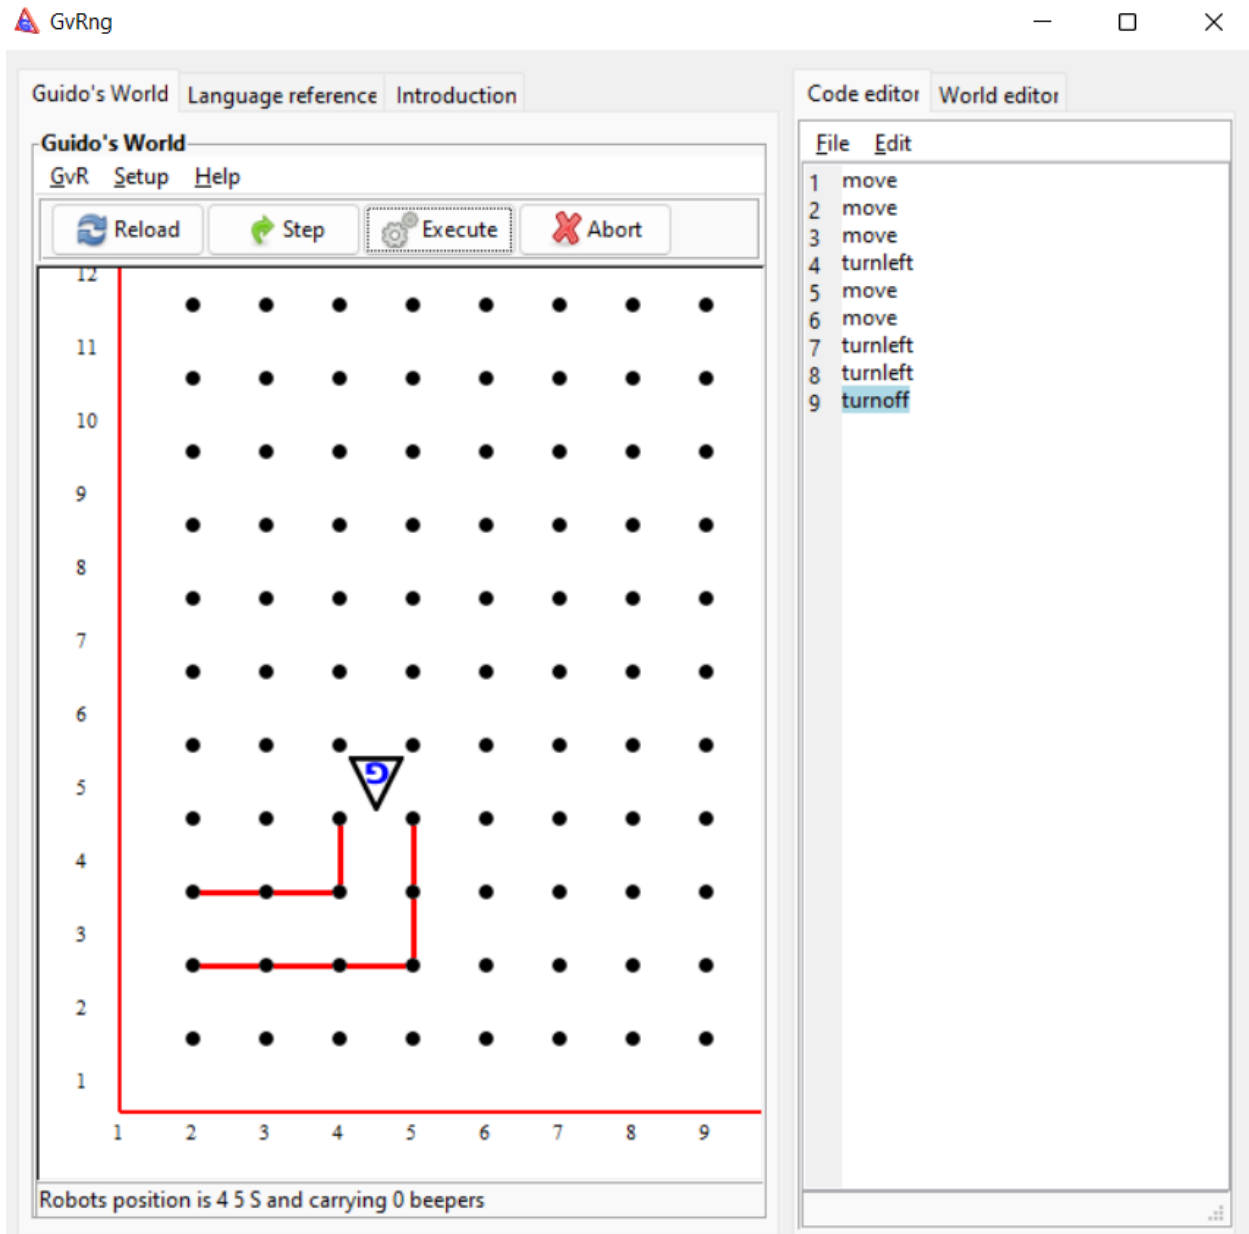 GvRng
Guido's World Language reference Introduction
Guido's World
GvR Setup Help
Reload Step Execute Abort
12
11
10
9
8
7
6
G
5
4
3
2
1
1 2 3 4 5 6 7 8 9
Robots position is 4 5 S and carrying 0 beepers
Code editor World editor
File Edit
1 move
2 move
3 move
4 turnleft
5 move
6 move
7 turnleft
8 turnleft
9 turnoff